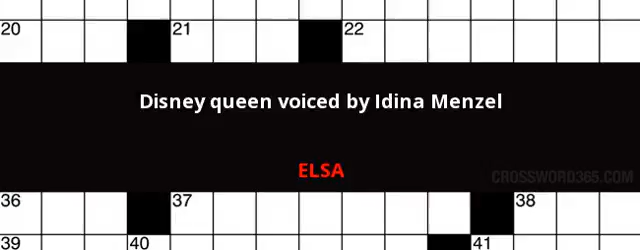 20 21 22
Disney queen voiced by Idina Menzel
ELSA
CROSSWORD365.COM
36 37 38
39 40 41